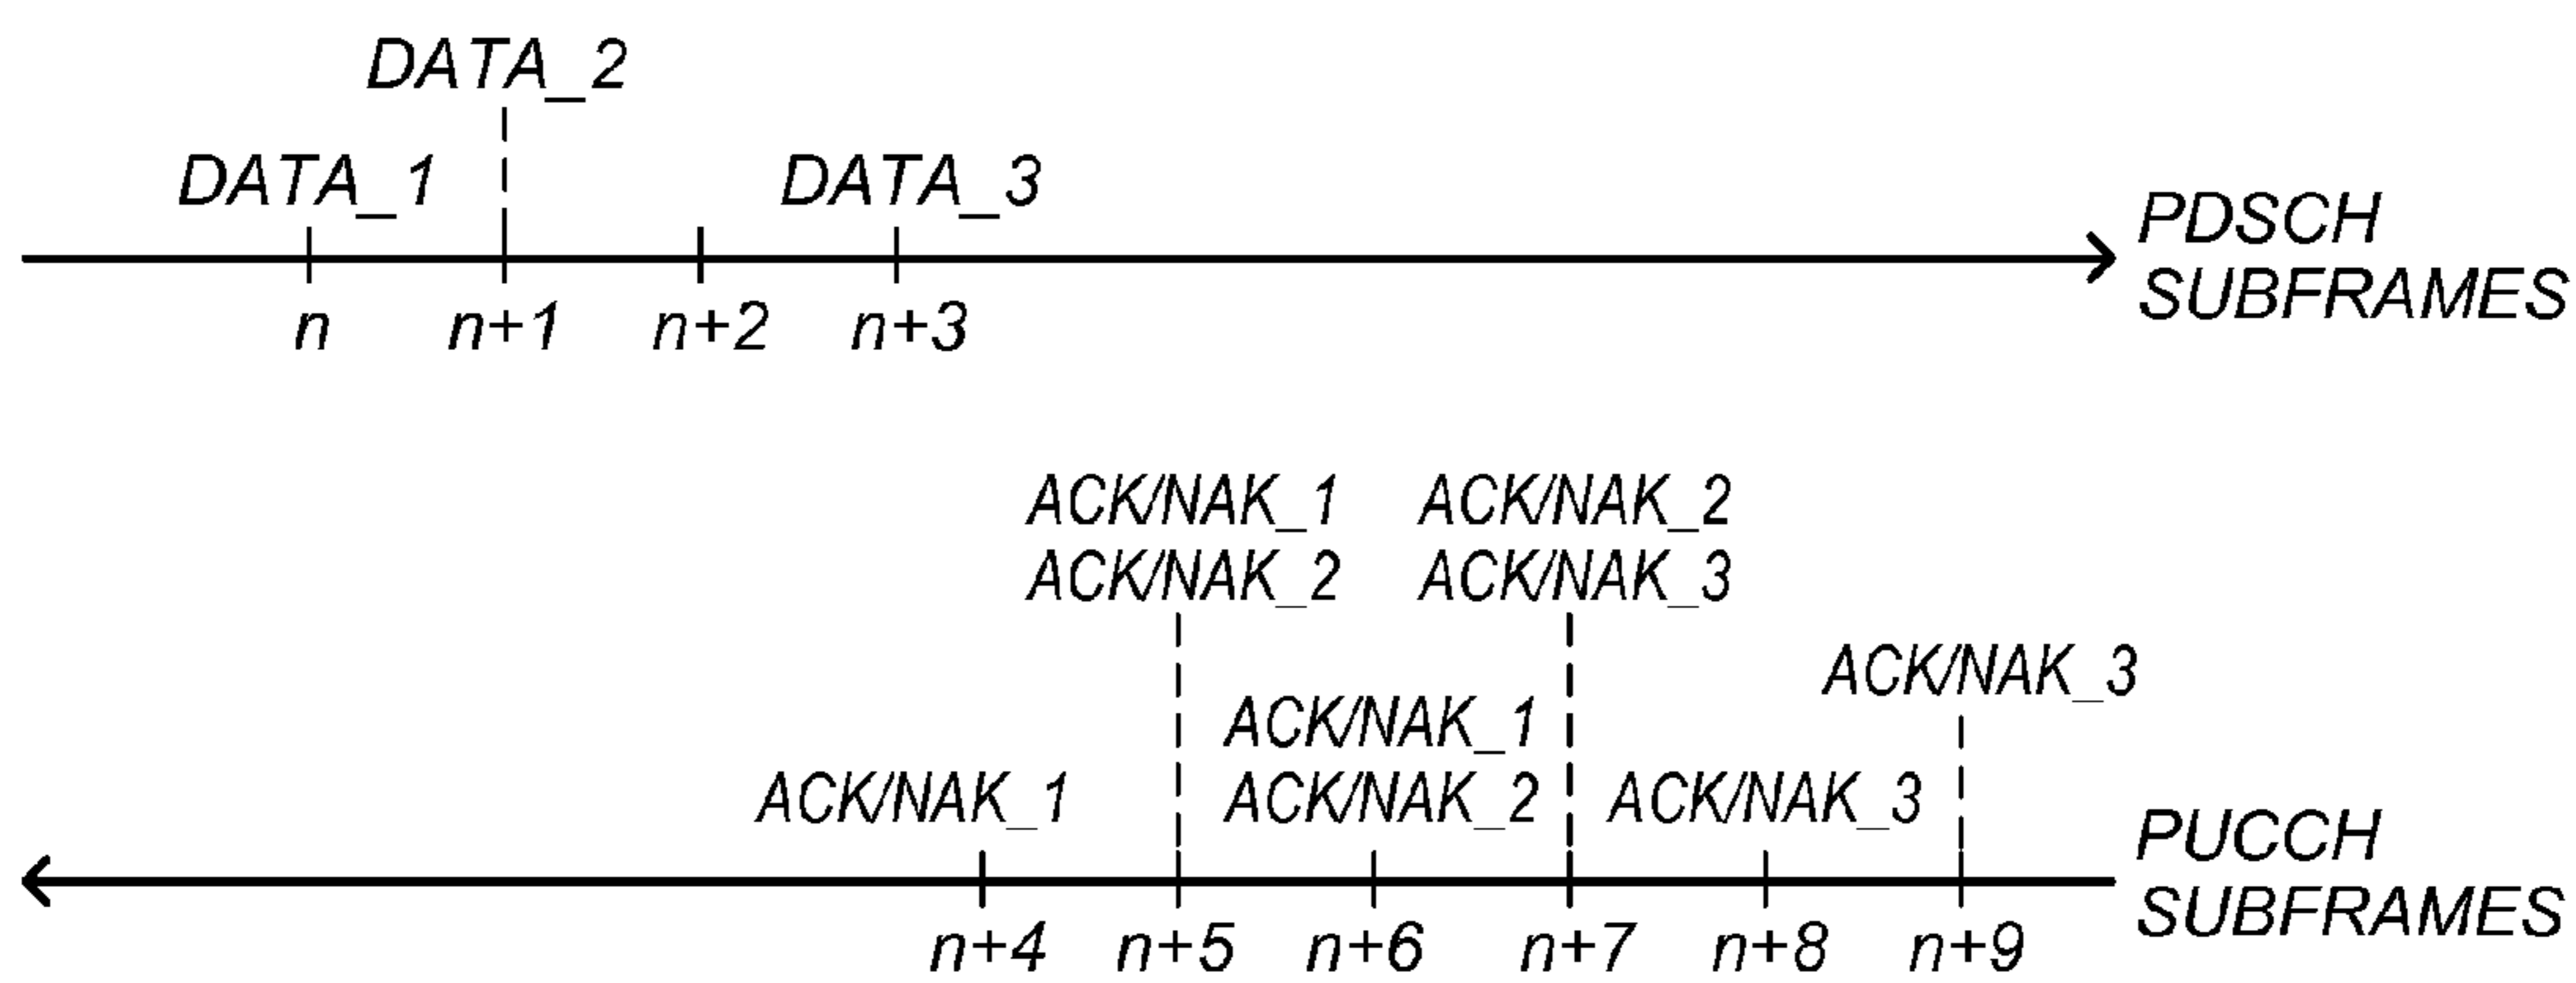 DATA_2
DATA_1
DATA_3
PDSCH
SUBFRAMES
n
n+1
n+2
n+3
ACK/NAK_1
ACK/NAK_2
ACK/NAK_2
ACK/NAK_3
ACK/NAK_3
ACK/NAK_1
ACK/NAK_2
ACK/NAK_1
ACK/NAK_3
PUCCH
SUBFRAMES
n+4
n+5
n+6
n+7
n+8
n+9